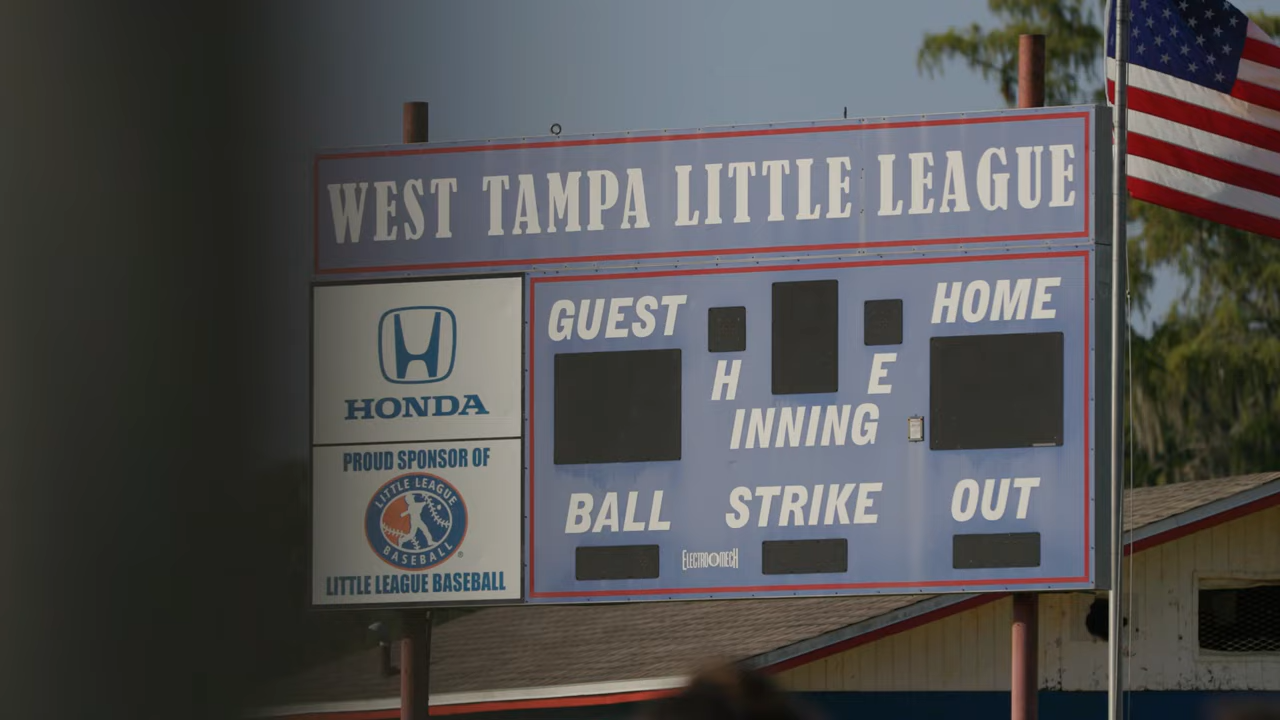 WEST TAMPA LITTLE LEAGUE
HONDA
PROUD SPONSOR OF
LITTLE LEAGUE
BASEBALL
LITTLE LEAGUE BASEBALL
GUEST
HOME
H
E
INNING
BALL
STRIKE
OUT
ELECTRO-MECH